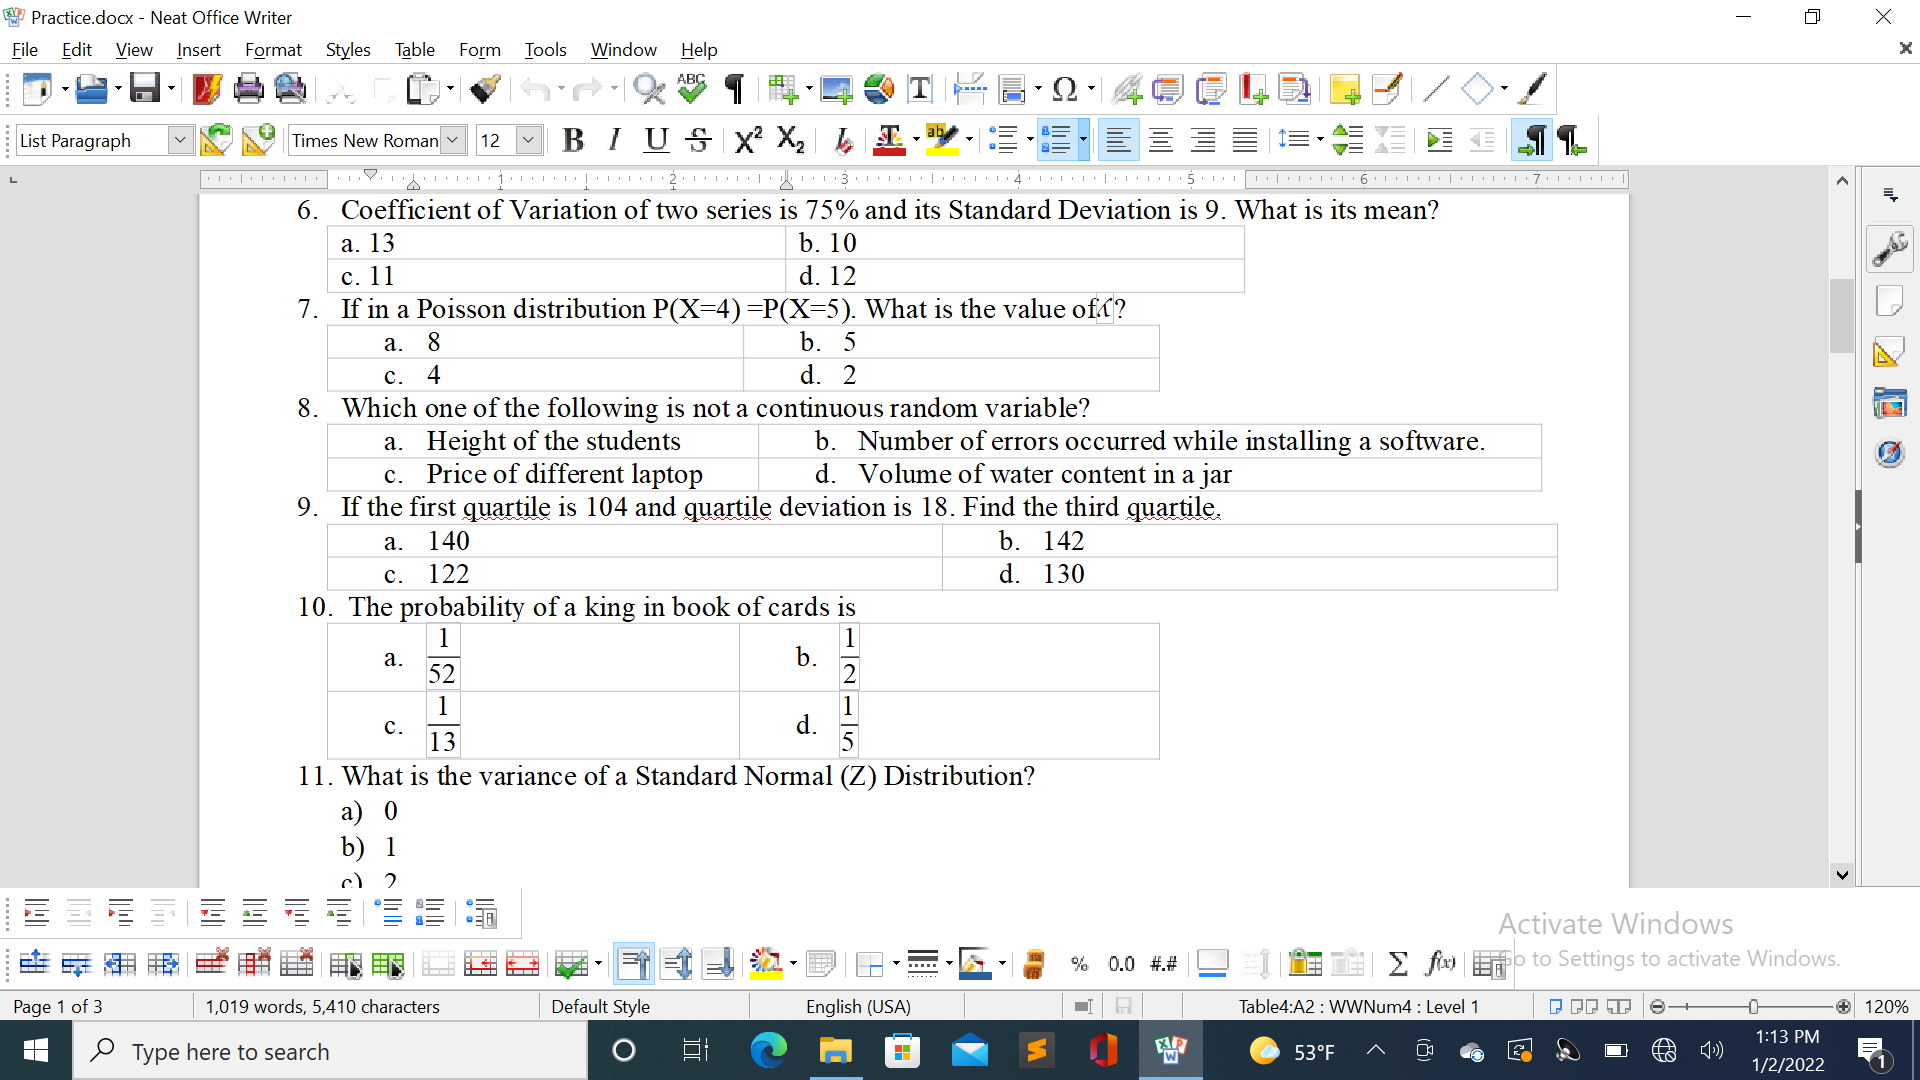 Practice.docx - Neat Office Writer
File Edit View Insert Format Styles Table Form Tools Window Help
List Paragraph Times New Roman 12
1 2 3 4 5 6 7
6. Coefficient of Variation of two series is 75% and its Standard Deviation is 9. What is its mean?
a. 13 b. 10
c. 11 d. 12
7. If in a Poisson distribution P(X=4) =P(X=5). What is the value of ?
a. 8 b. 5
c. 4 d. 2
8. Which one of the following is not a continuous random variable?
a. Height of the students b. Number of errors occurred while installing a software.
c. Price of different laptop d. Volume of water content in a jar
9. If the first quartile is 104 and quartile deviation is 18. Find the third quartile.
a. 140 b. 142
c. 122 d. 130
10. The probability of a king in book of cards is
a. 1/52 b. 1/2
c. 1/13 d. 1/5
11. What is the variance of a Standard Normal (Z) Distribution?
a) 0
b) 1
c) 2
Activate Windows
Go to Settings to activate Windows.
Page 1 of 3 1,019 words, 5,410 characters Default Style English (USA) Table4:A2 : WWNum4 : Level 1 120%
Type here to search 53°F 1:13 PM
1/2/2022 1